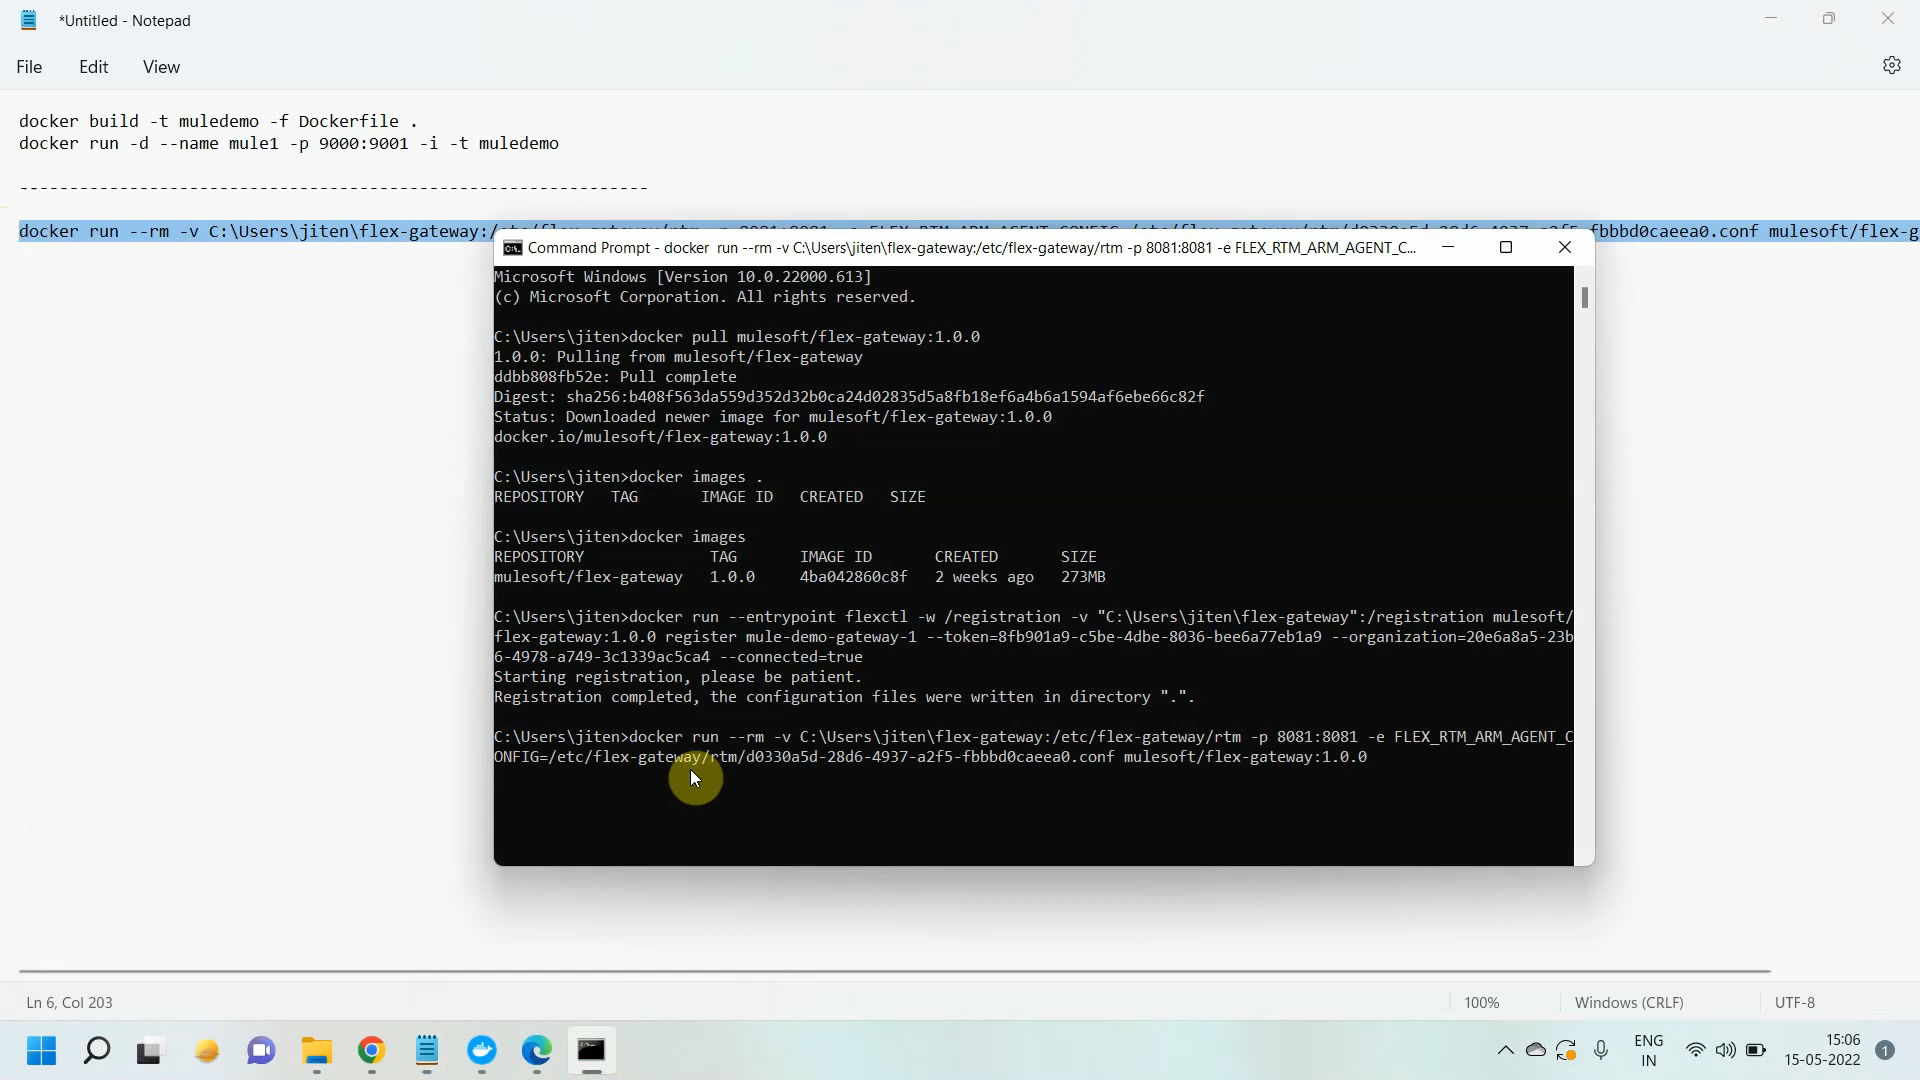 *Untitled - Notepad
File Edit View
docker build -t muledemo -f Dockerfile .
docker run -d --name mule1 -p 9000:9001 -i -t muledemo
---------------------------------------------------------------
docker run --rm -v C:\Users\jiten\flex-gateway:/ fbbbd0caeea0.conf mulesoft/flex-g
Command Prompt - docker run --rm -v C:\Users\jiten\flex-gateway:/etc/flex-gateway/rtm -p 8081:8081 -e FLEX_RTM_ARM_AGENT_C...
Microsoft Windows [Version 10.0.22000.613]
(c) Microsoft Corporation. All rights reserved.
C:\Users\jiten>docker pull mulesoft/flex-gateway:1.0.0
1.0.0: Pulling from mulesoft/flex-gateway
ddbb808fb52e: Pull complete
Digest: sha256:b408f563da559d352d32b0ca24d02835d5a8fb18ef6a4b6a1594af6ebe66c82f
Status: Downloaded newer image for mulesoft/flex-gateway:1.0.0
docker.io/mulesoft/flex-gateway:1.0.0
C:\Users\jiten>docker images .
REPOSITORY TAG IMAGE ID CREATED SIZE
C:\Users\jiten>docker images
REPOSITORY TAG IMAGE ID CREATED SIZE
mulesoft/flex-gateway 1.0.0 4ba042860c8f 2 weeks ago 273MB
C:\Users\jiten>docker run --entrypoint flexctl -w /registration -v "C:\Users\jiten\flex-gateway":/registration mulesoft/
flex-gateway:1.0.0 register mule-demo-gateway-1 --token=8fb901a9-c5be-4dbe-8036-bee6a77eb1a9 --organization=20e6a8a5-23b
6-4978-a749-3c1339ac5ca4 --connected=true
Starting registration, please be patient.
Registration completed, the configuration files were written in directory ".".
C:\Users\jiten>docker run --rm -v C:\Users\jiten\flex-gateway:/etc/flex-gateway/rtm -p 8081:8081 -e FLEX_RTM_ARM_AGENT_C
ONFIG=/etc/flex-gateway/rtm/d0330a5d-28d6-4937-a2f5-fbbbd0caeea0.conf mulesoft/flex-gateway:1.0.0
Ln 6, Col 203 100% Windows (CRLF) UTF-8
ENG 15:06
IN 15-05-2022 1